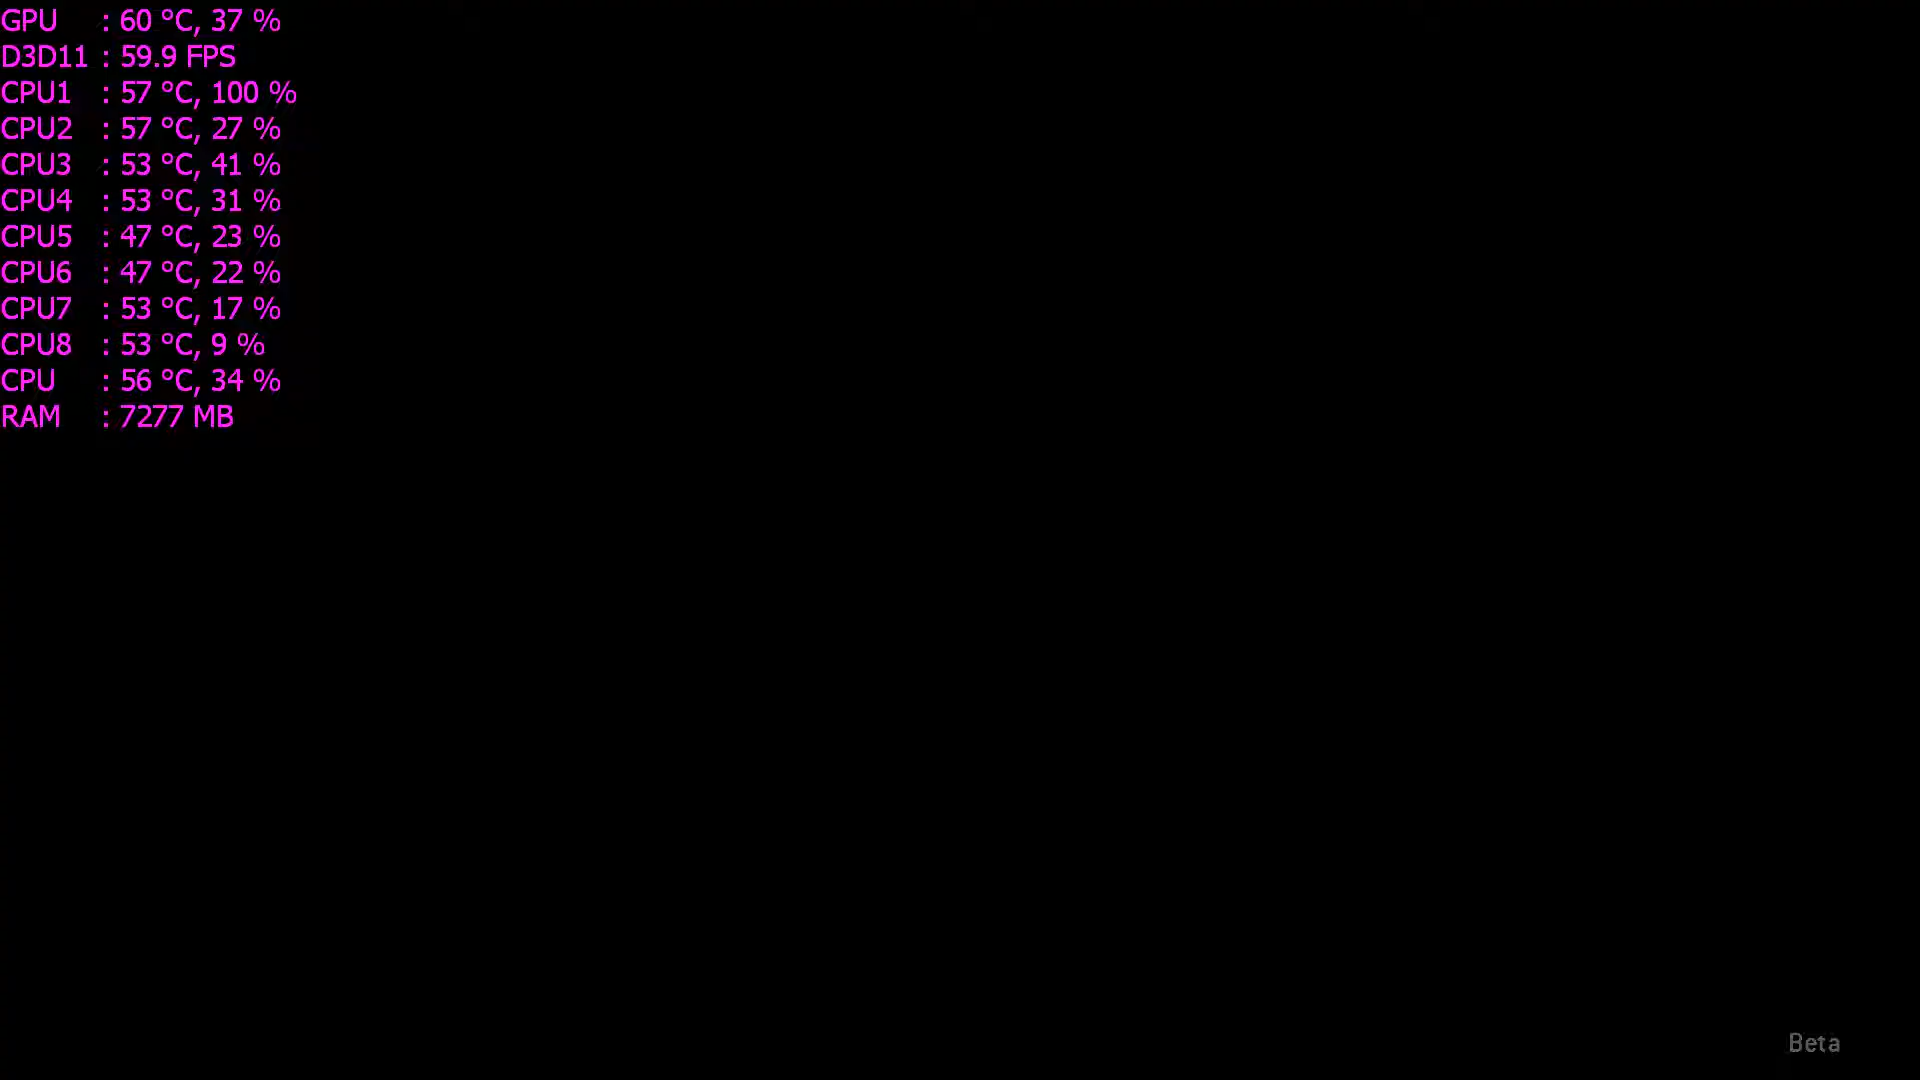 GPU : 60 °C, 37 %
D3D11 : 59.9 FPS
CPU1 : 57 °C, 100 %
CPU2 : 57 °C, 27 %
CPU3 : 53 °C, 41 %
CPU4 : 53 °C, 31 %
CPU5 : 47 °C, 23 %
CPU6 : 47 °C, 22 %
CPU7 : 53 °C, 17 %
CPU8 : 53 °C, 9 %
CPU : 56 °C, 34 %
RAM : 7277 MB
Beta